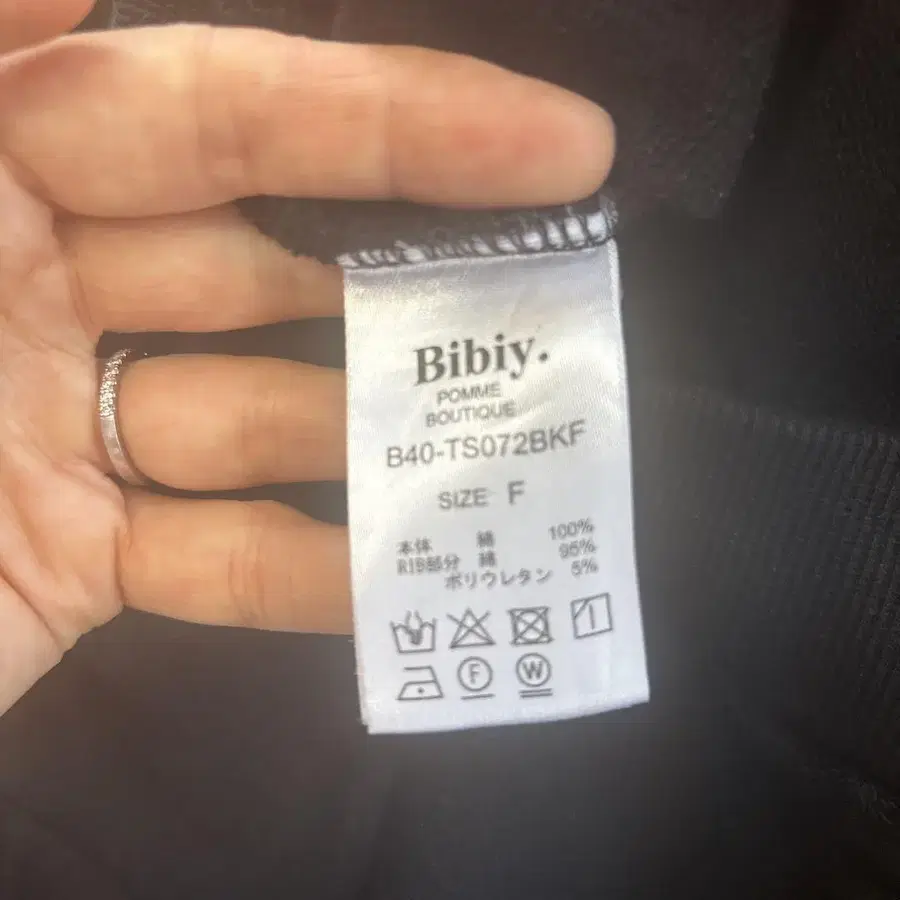 Bibiy.
POMME
BOUTIQUE
B40-TS072BKF
SIZE F
本体 綿 100%
RIB部分 綿 95%
ポリウレタン 5%
F W